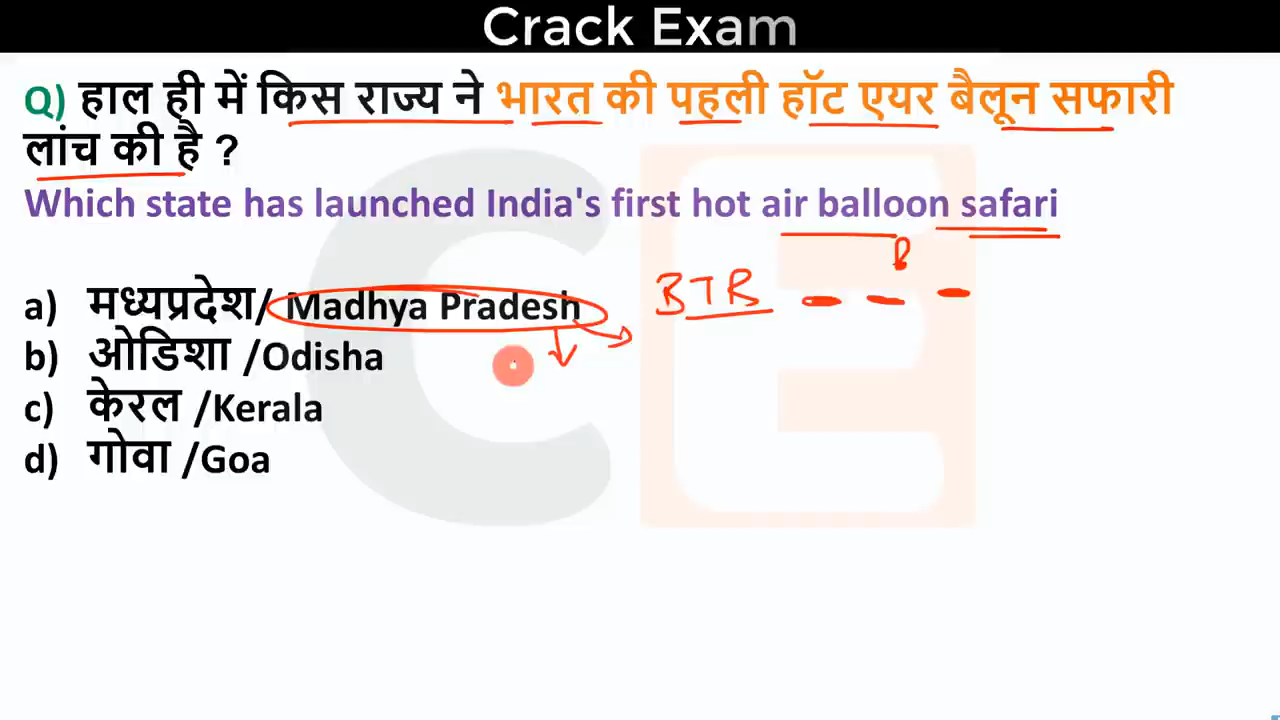 Crack Exam
Q) हाल ही में किस राज्य ने भारत की पहली हॉट एयर बैलून सफारी
लांच की है ?
Which state has launched India's first hot air balloon safari
BTR
a) मध्यप्रदेश/ Madhya Pradesh
b) ओडिशा /Odisha
c) केरल /Kerala
d) गोवा /Goa
CE